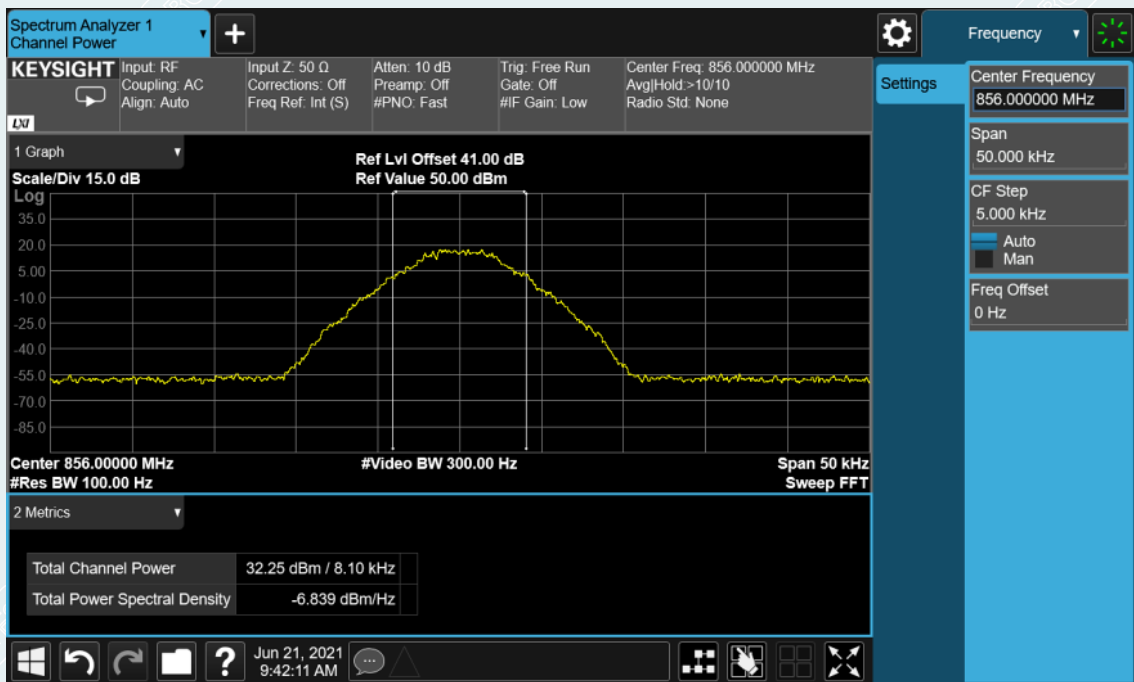 Spectrum Analyzer 1
Channel Power
Frequency
KEYSIGHT
Input: RF
Coupling: AC
Align: Auto
Input Z: 50 Ω
Corrections: Off
Freq Ref: Int (S)
Atten: 10 dB
Preamp: Off
#PNO: Fast
Trig: Free Run
Gate: Off
#IF Gain: Low
Center Freq: 856.000000 MHz
Avg|Hold:>10/10
Radio Std: None
LXI
Settings
Center Frequency
856.000000 MHz
Span
50.000 kHz
CF Step
5.000 kHz
Auto
Man
Freq Offset
0 Hz
1 Graph
Scale/Div 15.0 dB
Ref Lvl Offset 41.00 dB
Ref Value 50.00 dBm
Log
35.0
20.0
5.00
-10.0
-25.0
-40.0
-55.0
-70.0
-85.0
Center 856.00000 MHz
#Video BW 300.00 Hz
Span 50 kHz
#Res BW 100.00 Hz
Sweep FFT
2 Metrics
Total Channel Power 32.25 dBm / 8.10 kHz
Total Power Spectral Density -6.839 dBm/Hz
?
Jun 21, 2021
9:42:11 AM